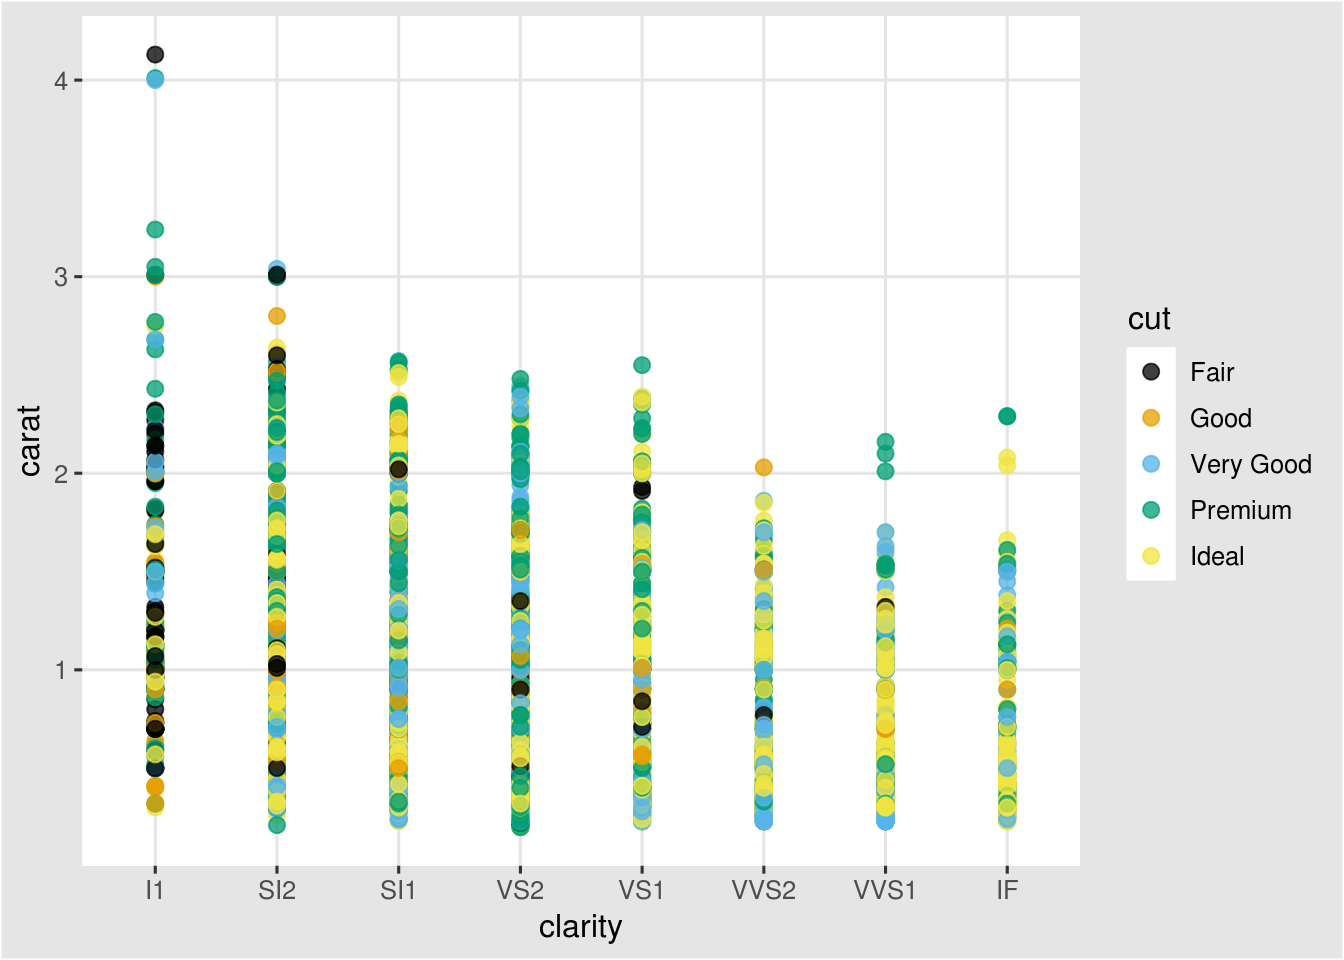 4
3
2
1
carat
I1 SI2 SI1 VS2 VS1 VVS2 VVS1 IF
clarity
cut
Fair
Good
Very Good
Premium
Ideal